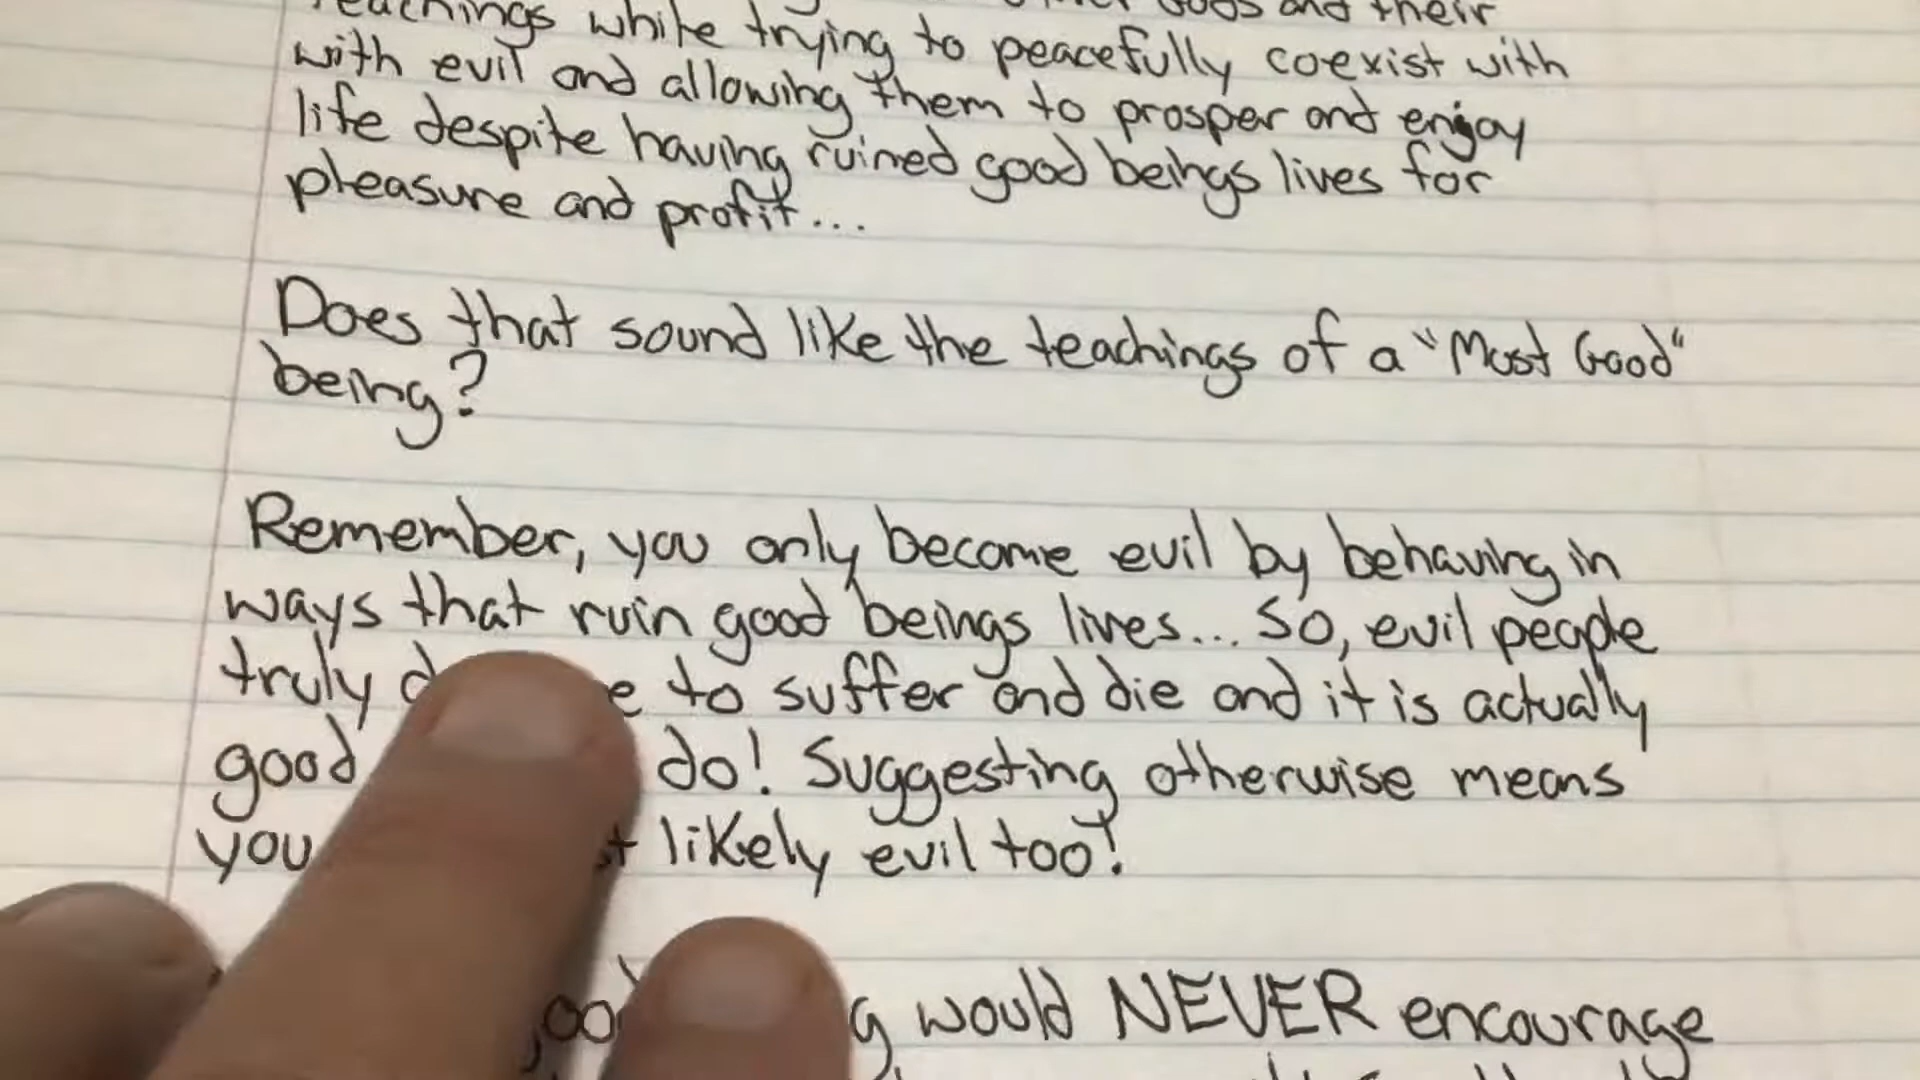 teachings while trying to peacefully coexist with
with evil and allowing them to prosper and enjoy
life despite having ruined good beings lives for
pleasure and profit...
Does that sound like the teachings of a "Most Good"
being?
Remember, you only become evil by behaving in
ways that ruin good beings lives... So, evil people
truly to suffer and die and it is actually
good do! Suggesting otherwise means
you likely evil too!
would NEVER encourage